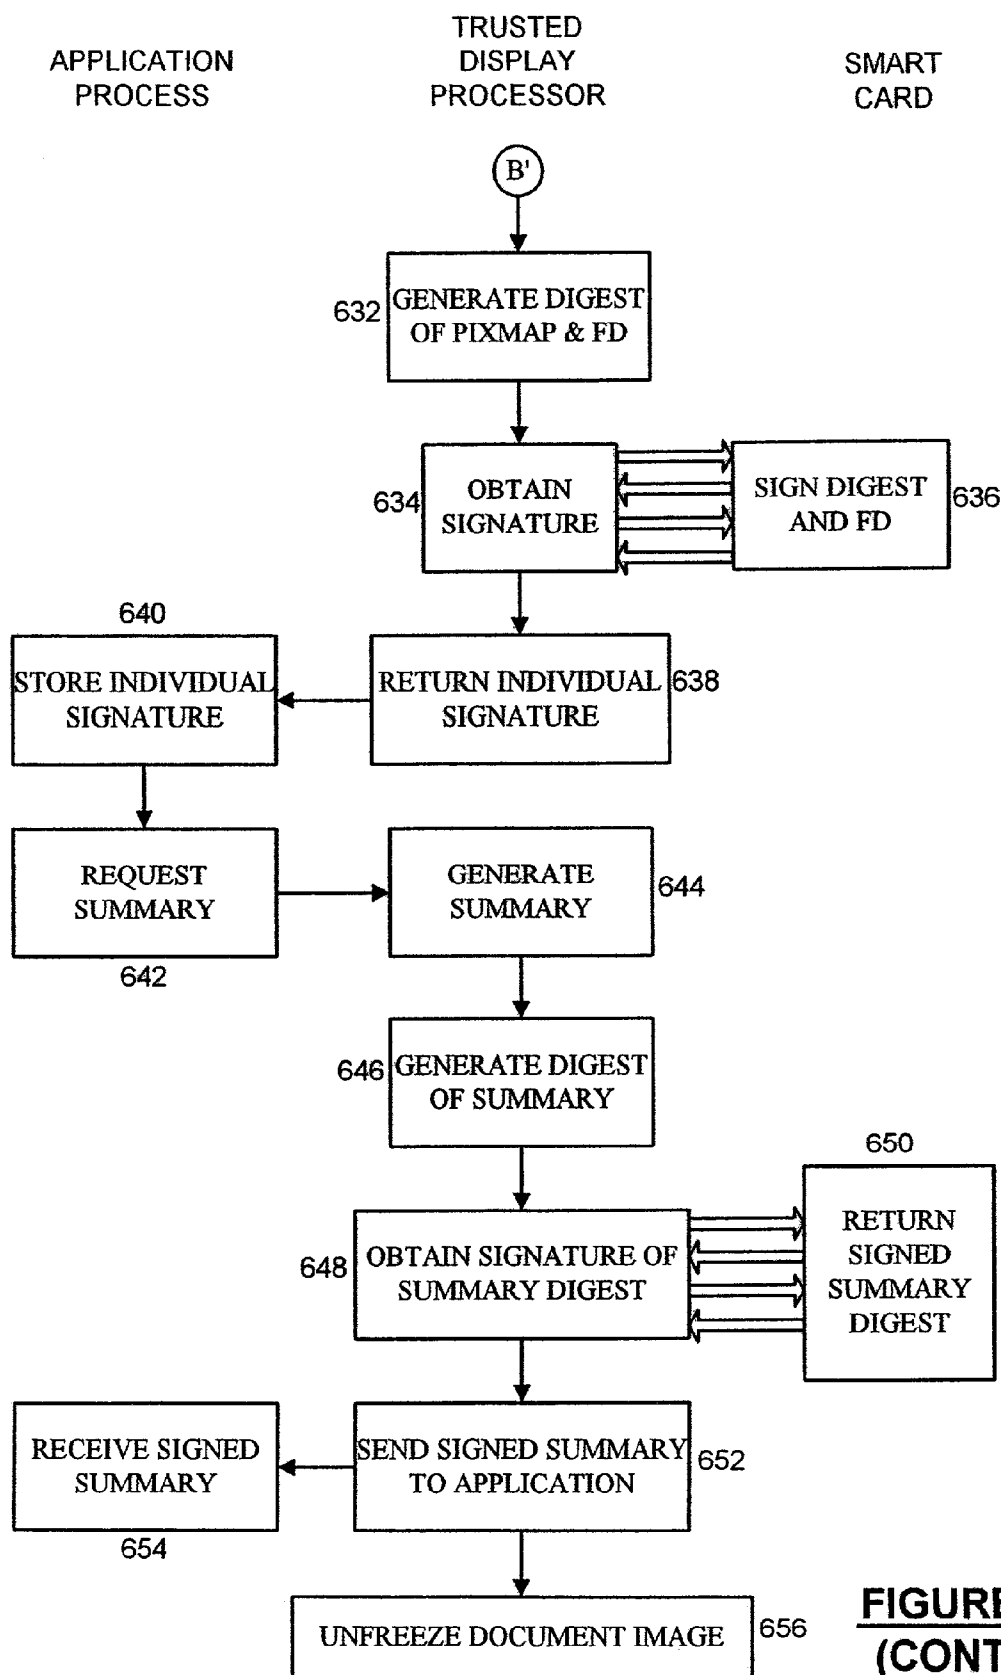 APPLICATION
PROCESS
TRUSTED
DISPLAY
PROCESSOR
SMART
CARD
B'
632
GENERATE DIGEST
OF PIXMAP & FD
634
OBTAIN
SIGNATURE
SIGN DIGEST
AND FD
636
640
STORE INDIVIDUAL
SIGNATURE
RETURN INDIVIDUAL
SIGNATURE
638
REQUEST
SUMMARY
642
GENERATE
SUMMARY
644
646
GENERATE DIGEST
OF SUMMARY
648
OBTAIN SIGNATURE OF
SUMMARY DIGEST
650
RETURN
SIGNED
SUMMARY
DIGEST
RECEIVE SIGNED
SUMMARY
654
SEND SIGNED SUMMARY
TO APPLICATION
652
UNFREEZE DOCUMENT IMAGE
656
FIGURE
(CONT